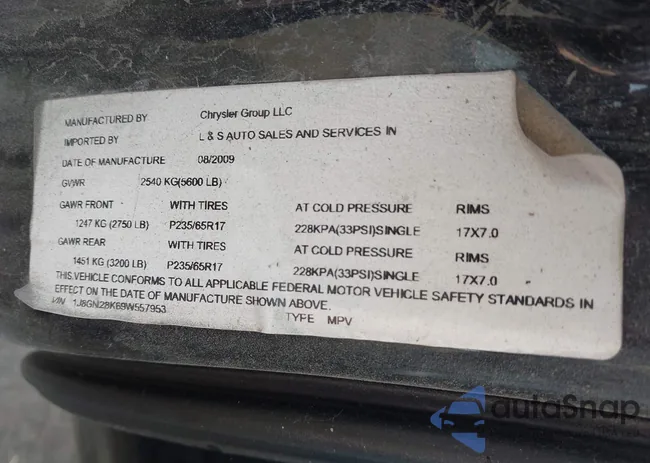 MANUFACTURED BY Chrysler Group LLC
IMPORTED BY L & S AUTO SALES AND SERVICES IN
DATE OF MANUFACTURE 08/2009
GVWR 2540 KG(5600 LB)
GAWR FRONT WITH TIRES AT COLD PRESSURE RIMS
1247 KG (2750 LB) P235/65R17 228KPA(33PSI)SINGLE 17X7.0
GAWR REAR WITH TIRES AT COLD PRESSURE RIMS
1451 KG (3200 LB) P235/65R17 228KPA(33PSI)SINGLE 17X7.0
THIS VEHICLE CONFORMS TO ALL APPLICABLE FEDERAL MOTOR VEHICLE SAFETY STANDARDS IN
EFFECT ON THE DATE OF MANUFACTURE SHOWN ABOVE.
VIN 1J8GN28K69W557953 TYPE MPV
autoSnap